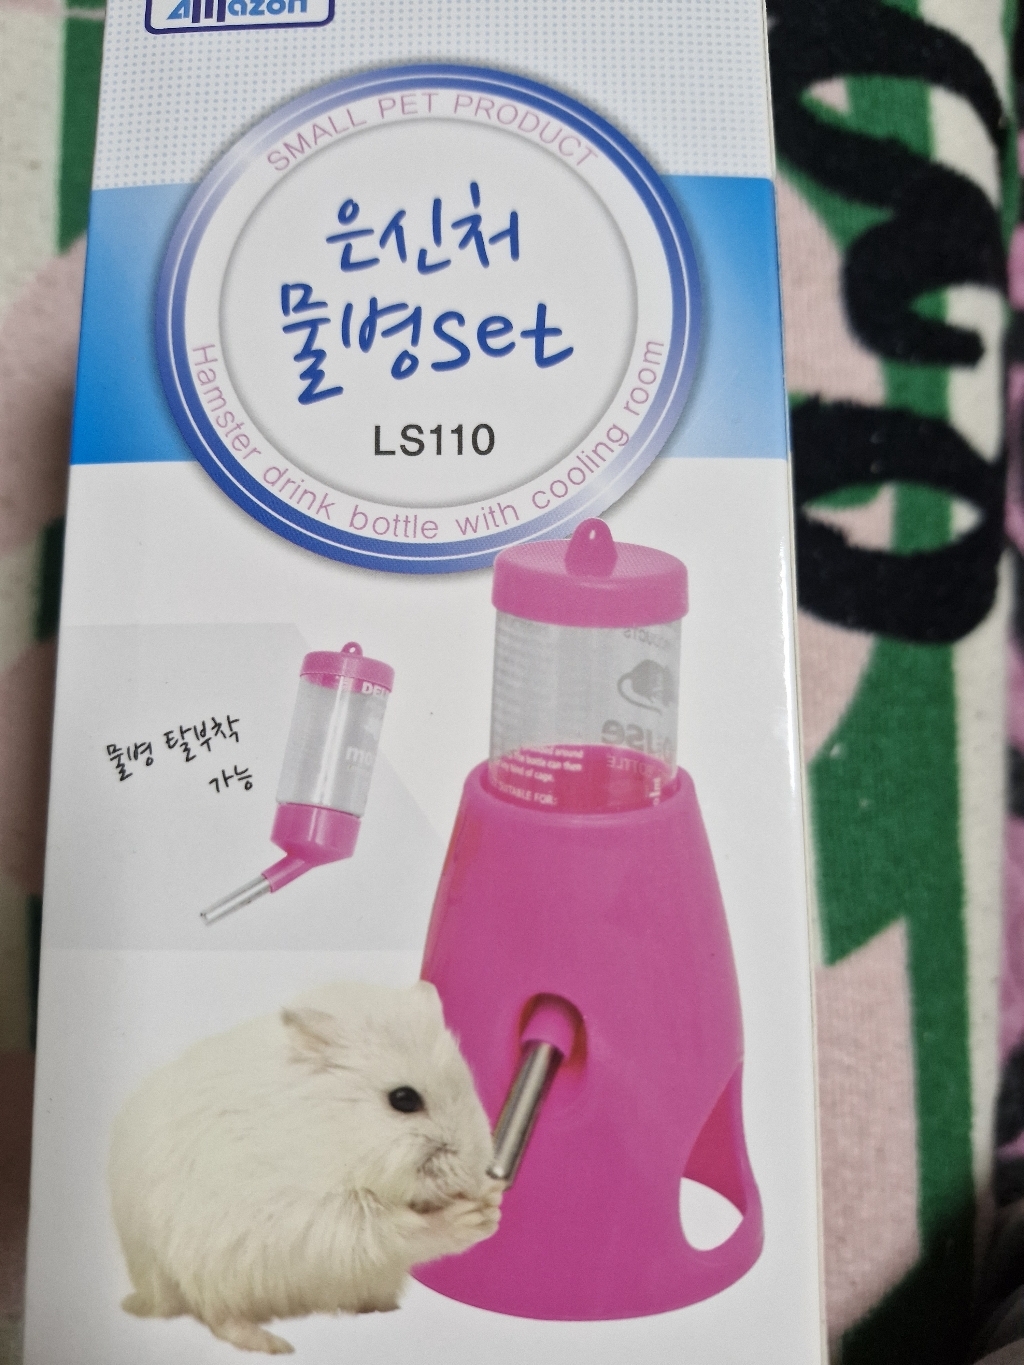 Amazon
SMALL PET PRODUCT
은신처
물병set
LS110
Hamster drink bottle with cooling room
물병 탈부착
가능